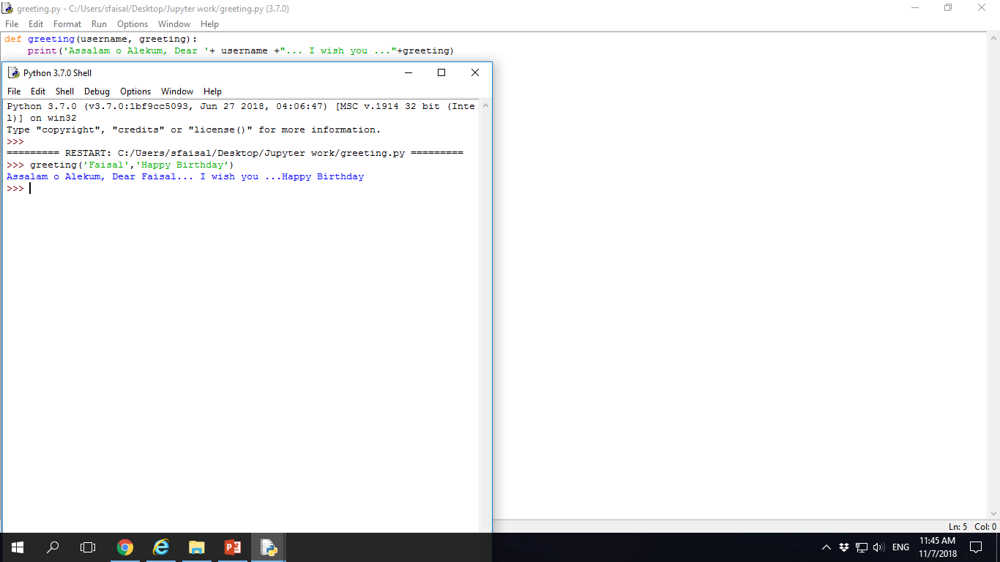 greeting.py - C:/Users/sfaisal/Desktop/Jupyter work/greeting.py (3.7.0)
File Edit Format Run Options Window Help
def greeting(username, greeting):
    print('Assalam o Alekum, Dear '+ username +"... I wish you ..."+greeting)
Python 3.7.0 Shell
File Edit Shell Debug Options Window Help
Python 3.7.0 (v3.7.0:1bf9cc5093, Jun 27 2018, 04:06:47) [MSC v.1914 32 bit (Inte
l)] on win32
Type "copyright", "credits" or "license()" for more information.
>>>
========= RESTART: C:/Users/sfaisal/Desktop/Jupyter work/greeting.py =========
>>> greeting('Faisal','Happy Birthday')
Assalam o Alekum, Dear Faisal... I wish you ...Happy Birthday
>>>
Ln: 5 Col: 0
ENG
11:45 AM
11/7/2018